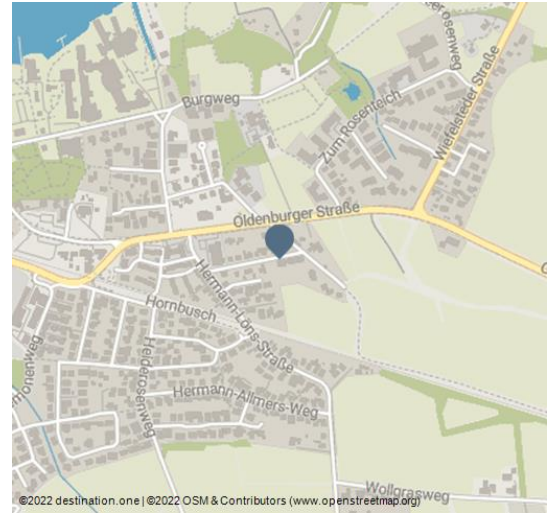 Burgweg
Zum Rosenteich
Wiefelsteder Straße
Oldenburger Straße
Hermann-Löns-Straße
Hornbusch
Heiderosenweg
Hermann-Allmers-Weg
Wollgrasweg
©2022 destination.one | ©2022 OSM & Contributors (www.openstreetmap.org)